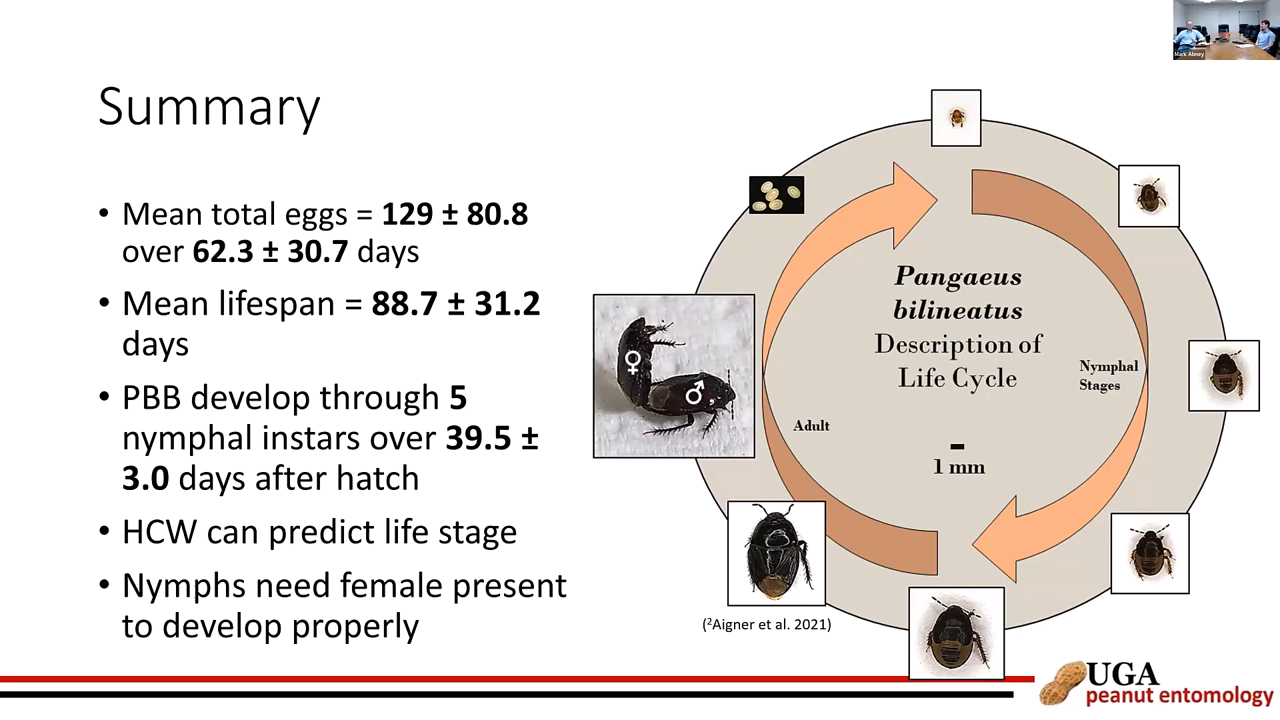 Mark Abney
Summary
• Mean total eggs = 129 ± 80.8
over 62.3 ± 30.7 days
• Mean lifespan = 88.7 ± 31.2
days
• PBB develop through 5
nymphal instars over 39.5 ±
3.0 days after hatch
• HCW can predict life stage
• Nymphs need female present
to develop properly
Pangaeus
bilineatus
Description of
Life Cycle
Nymphal
Stages
Adult
1 mm
♀
♂
(²Aigner et al. 2021)
UGA
peanut entomology